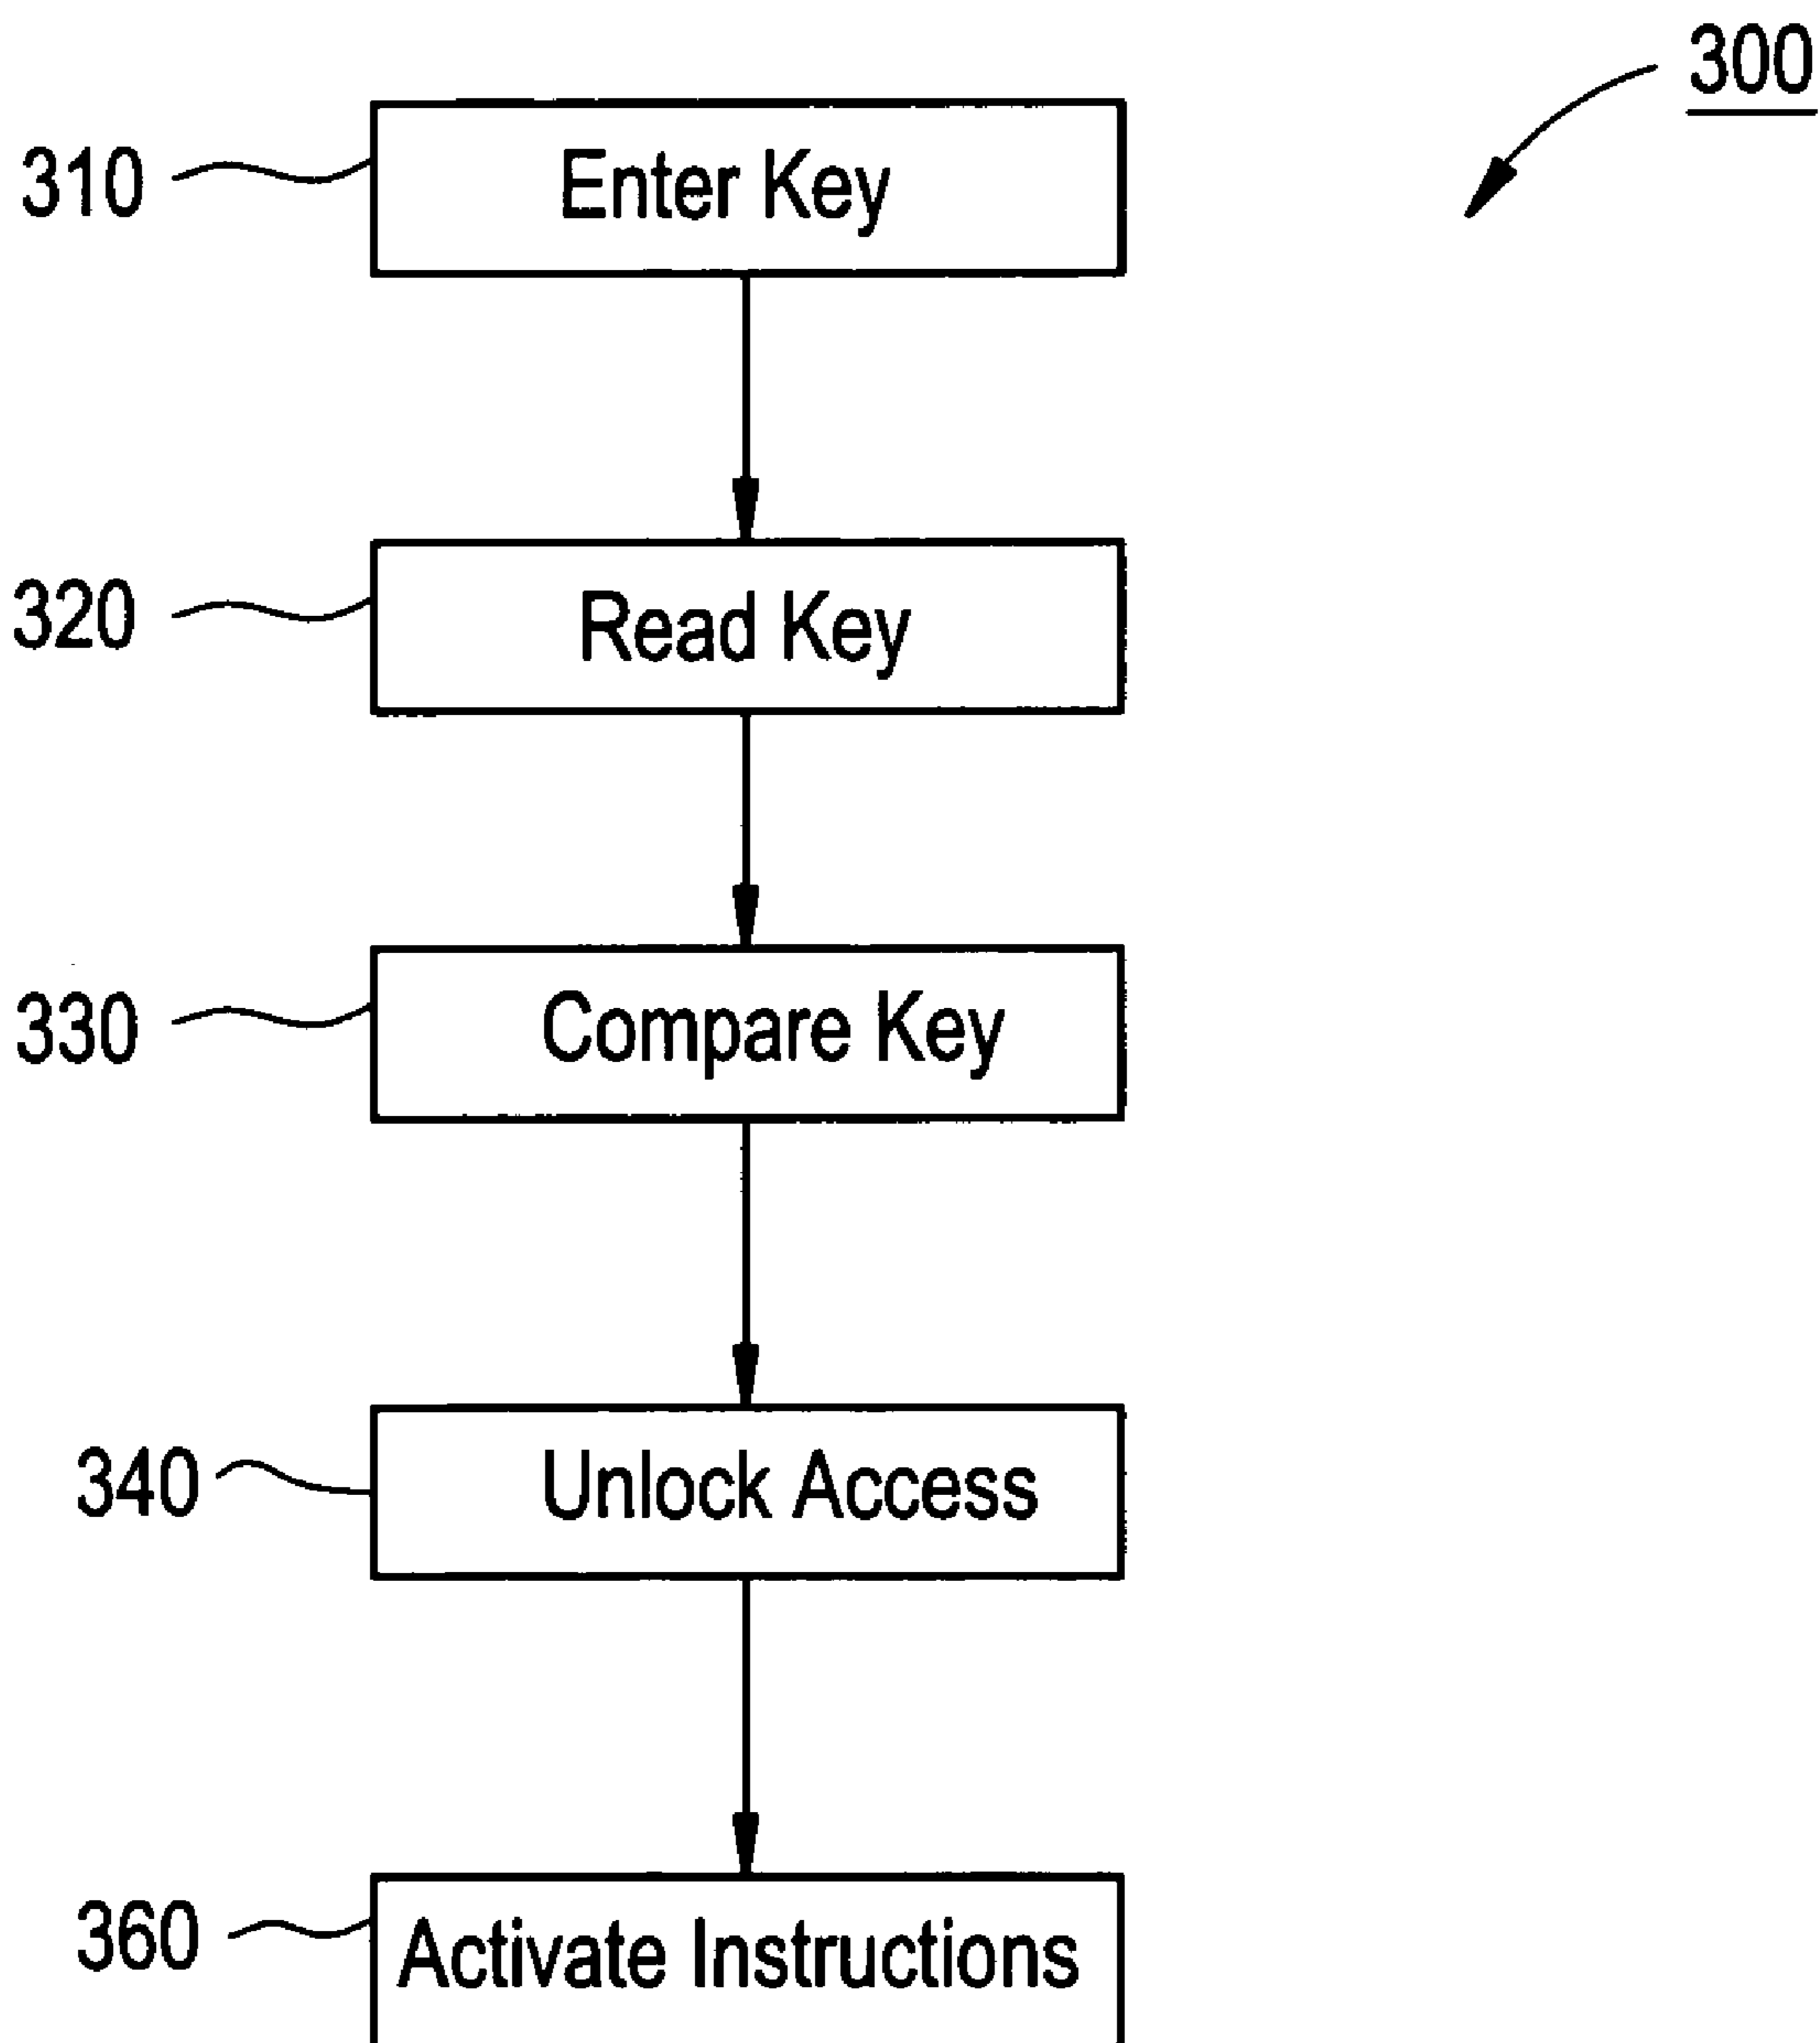 300
310 Enter Key
320 Read Key
330 Compare Key
340 Unlock Access
360 Activate Instructions